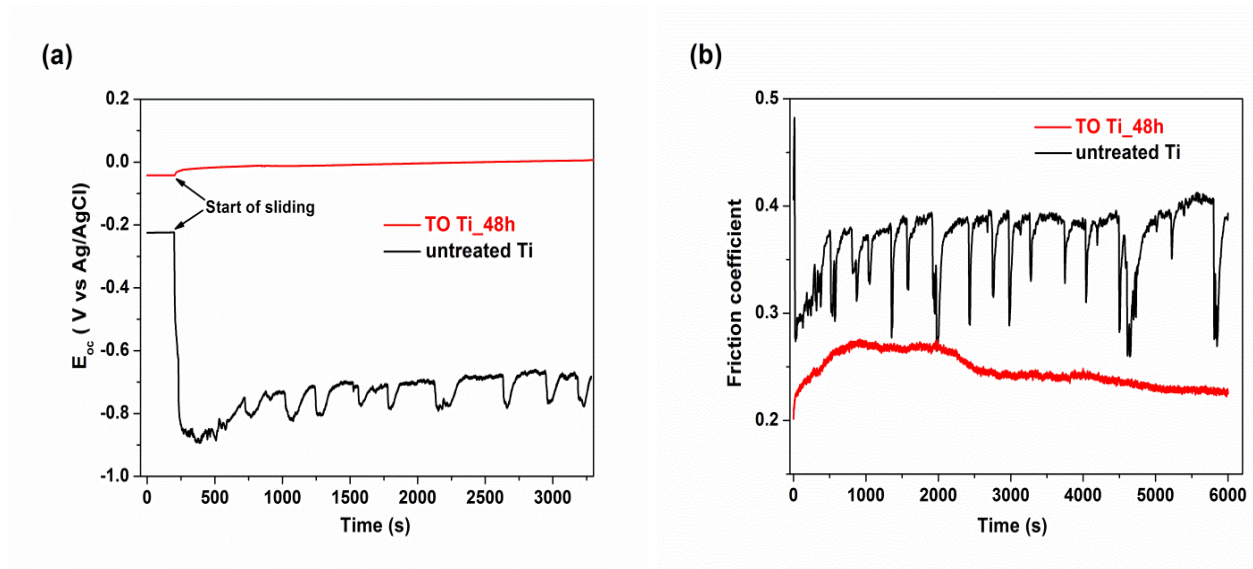 (a)
0.2
0.0
-0.2
-0.4
-0.6
-0.8
-1.0
E_oc ( V vs Ag/AgCl)
Start of sliding
TO Ti_48h
untreated Ti
0 500 1000 1500 2000 2500 3000
Time (s)
(b)
0.5
0.4
0.3
0.2
Friction coefficient
TO Ti_48h
untreated Ti
0 1000 2000 3000 4000 5000 6000
Time (s)